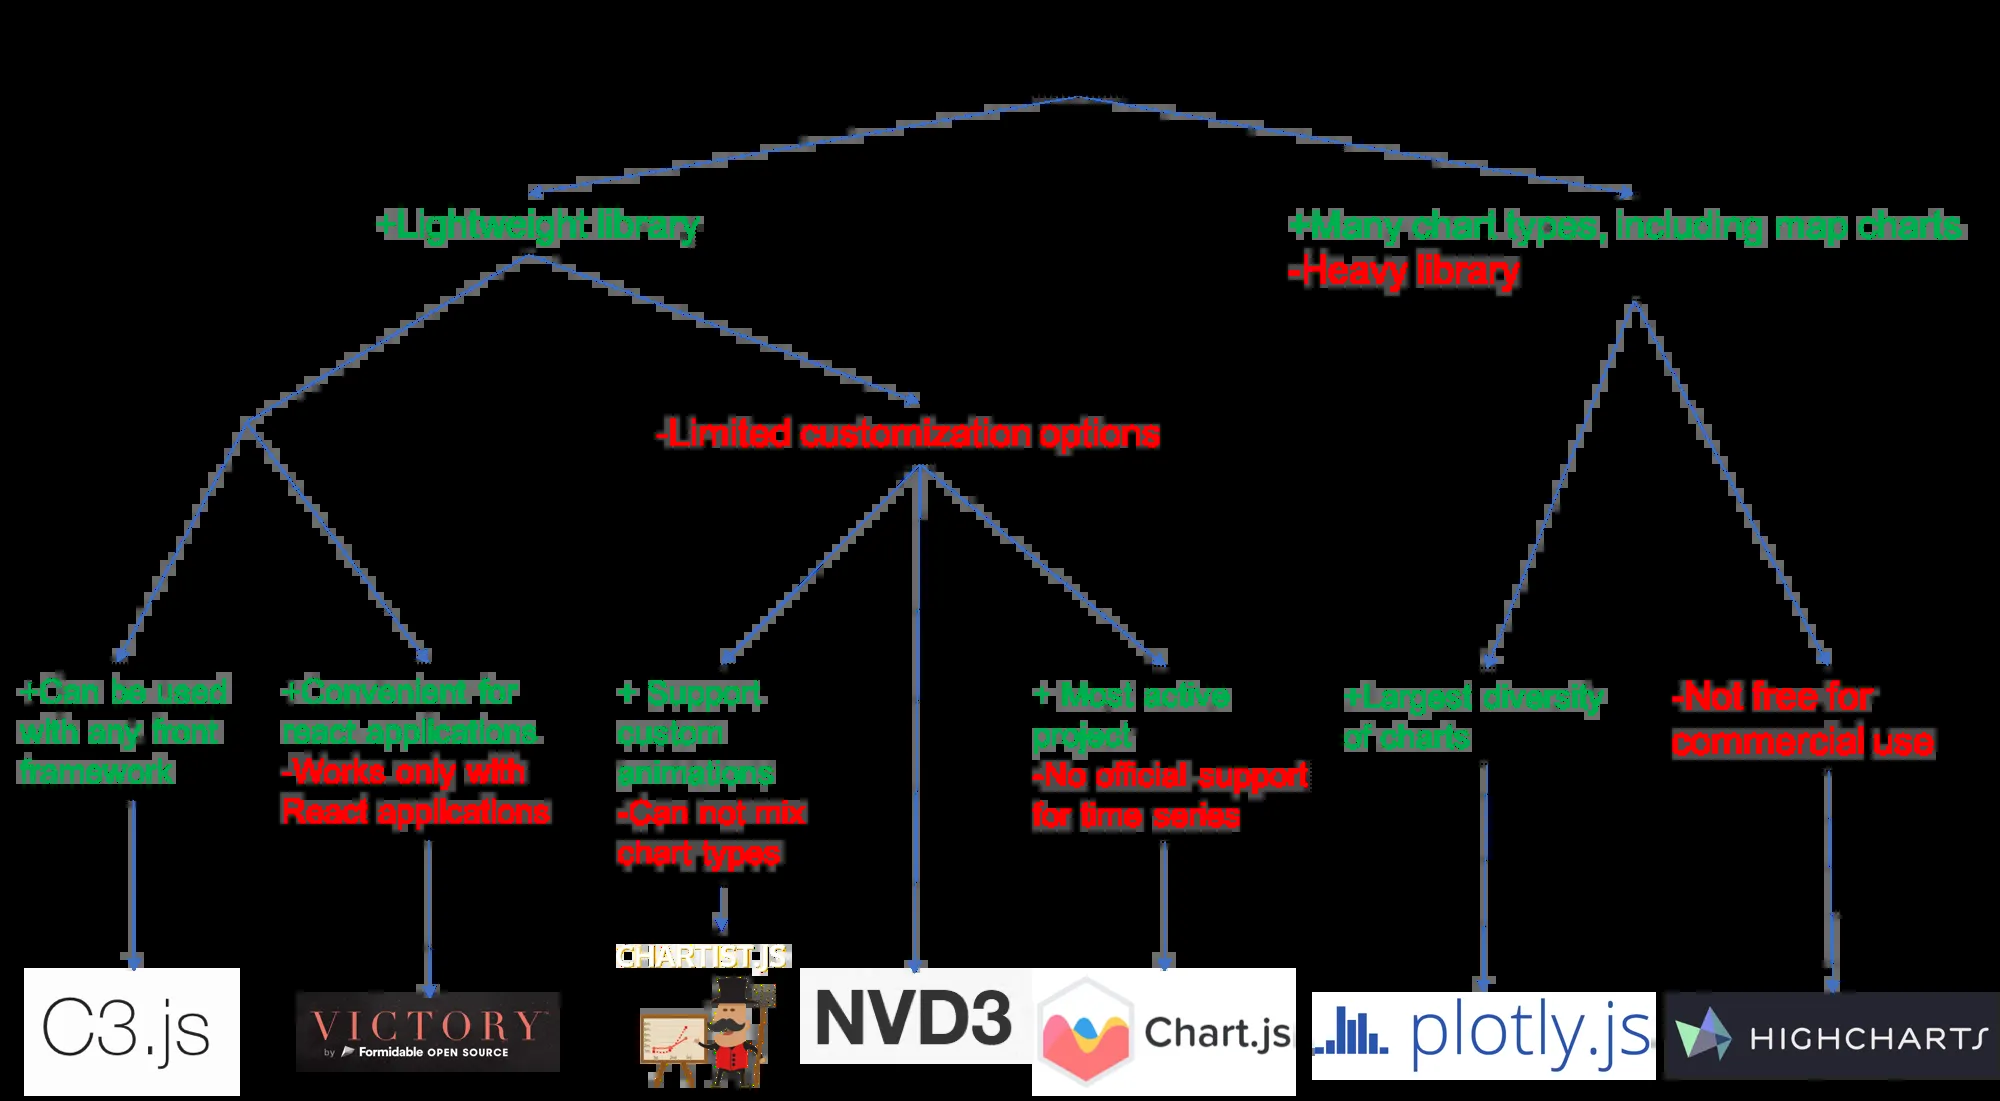 +Lightweight library
+Many chart types, including map charts
-Heavy library
-Limited customization options
+Can be used
with any front
framework
+Convenient for
react applications
-Works only with
React applications
+ Support
custom
animations
-Can not mix
chart types
+ Most active
project
-No official support
for time series
+Largest diversity
of charts
-Not free for
commercial use
C3.js
VICTORY
by Formidable OPEN SOURCE
CHARTIST.JS
NVD3
Chart.js
plotly.js
HIGHCHARTS